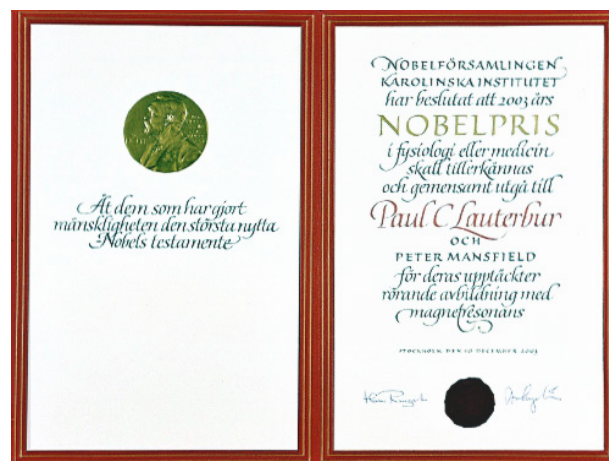 Åt dem som har gjort
mänskligheten den största nytta
Nobels testamente
NOBELFÖRSAMLINGEN
KAROLINSKA INSTITUTET
har beslutat att 2003 års
NOBELPRIS
i fysiologi eller medicin
skall tillerkännas
och gemensamt utgå till
Paul C Lauterbur
OCH
PETER MANSFIELD
för deras upptäckter
rörande avbildning med
magnetresonans
STOCKHOLM DEN 10 DECEMBER 2003